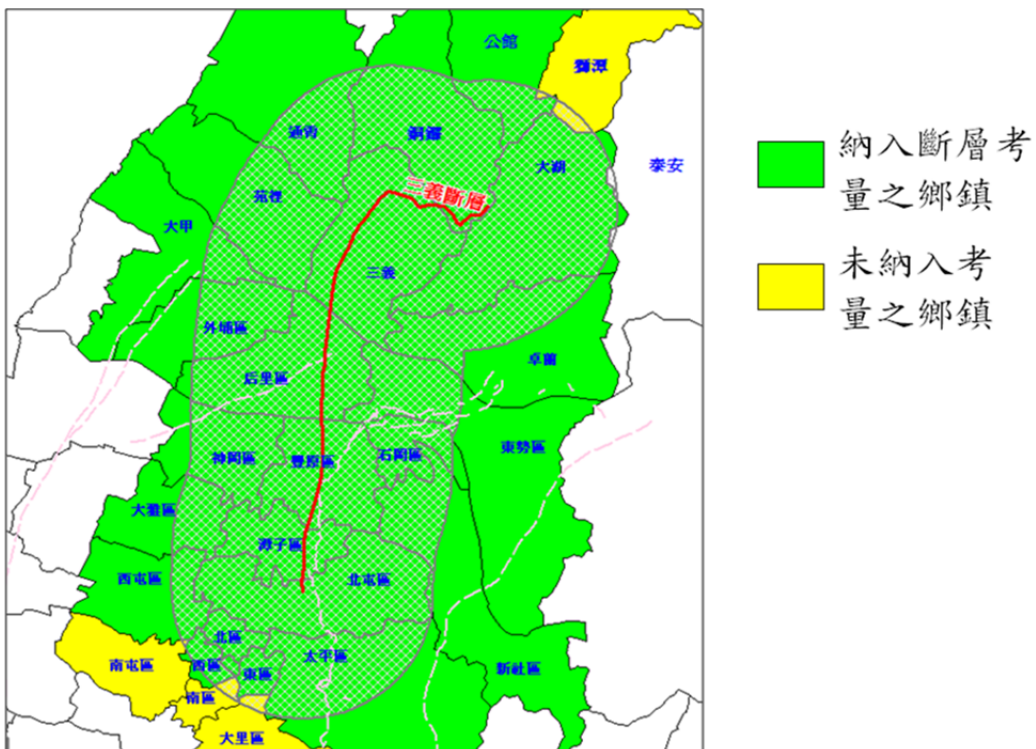 公館
獅潭
納入斷層考
量之鄉鎮
通霄
銅鑼
大湖
泰安
三義斷層
苑裡
大甲
三義
未納入考
量之鄉鎮
外埔區
卓蘭
后里區
東勢區
神岡區
豐原區
石岡區
大雅區
潭子區
西屯區
北屯區
北區
南屯區
西區
東區
太平區
新社區
南區
大里區